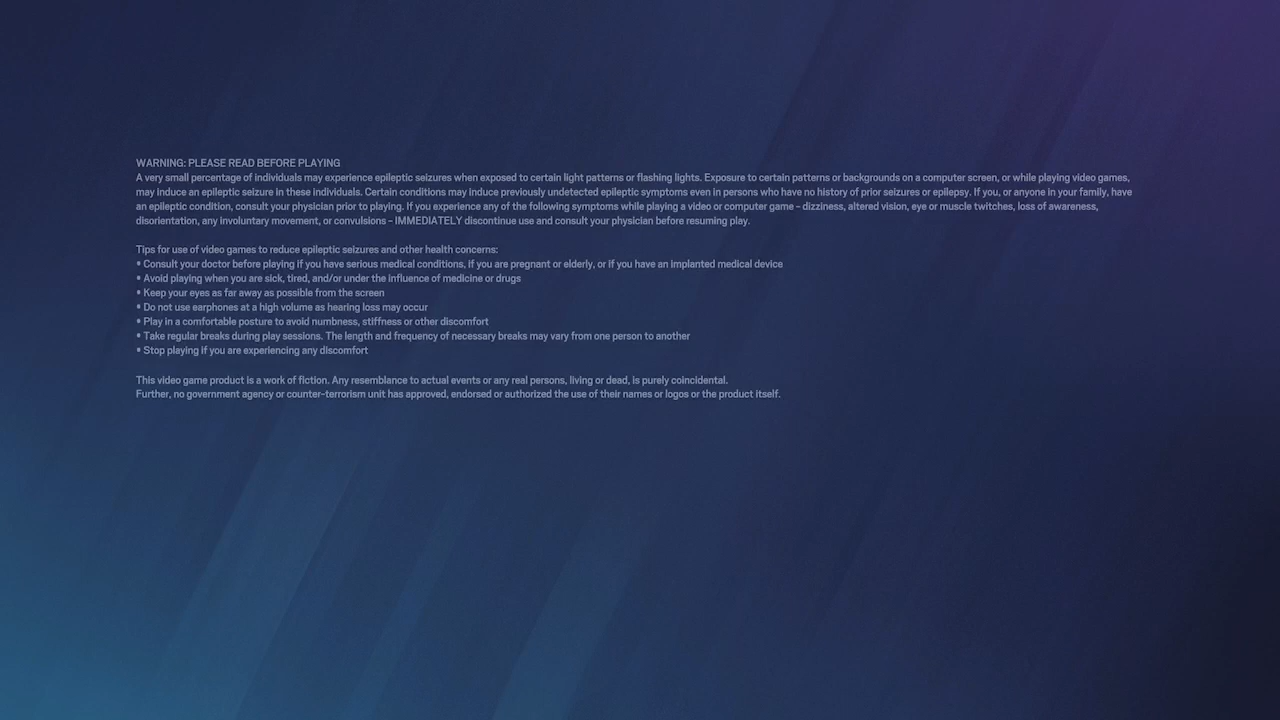 WARNING: PLEASE READ BEFORE PLAYING
A very small percentage of individuals may experience epileptic seizures when exposed to certain light patterns or flashing lights. Exposure to certain patterns or backgrounds on a computer screen, or while playing video games,
may induce an epileptic seizure in these individuals. Certain conditions may induce previously undetected epileptic symptoms even in persons who have no history of prior seizures or epilepsy. If you, or anyone in your family, have
an epileptic condition, consult your physician prior to playing. If you experience any of the following symptoms while playing a video or computer game - dizziness, altered vision, eye or muscle twitches, loss of awareness,
disorientation, any involuntary movement, or convulsions - IMMEDIATELY discontinue use and consult your physician before resuming play.
Tips for use of video games to reduce epileptic seizures and other health concerns:
• Consult your doctor before playing if you have serious medical conditions, if you are pregnant or elderly, or if you have an implanted medical device
• Avoid playing when you are sick, tired, and/or under the influence of medicine or drugs
• Keep your eyes as far away as possible from the screen
• Do not use earphones at a high volume as hearing loss may occur
• Play in a comfortable posture to avoid numbness, stiffness or other discomfort
• Take regular breaks during play sessions. The length and frequency of necessary breaks may vary from one person to another
• Stop playing if you are experiencing any discomfort
This video game product is a work of fiction. Any resemblance to actual events or any real persons, living or dead, is purely coincidental.
Further, no government agency or counter-terrorism unit has approved, endorsed or authorized the use of their names or logos or the product itself.